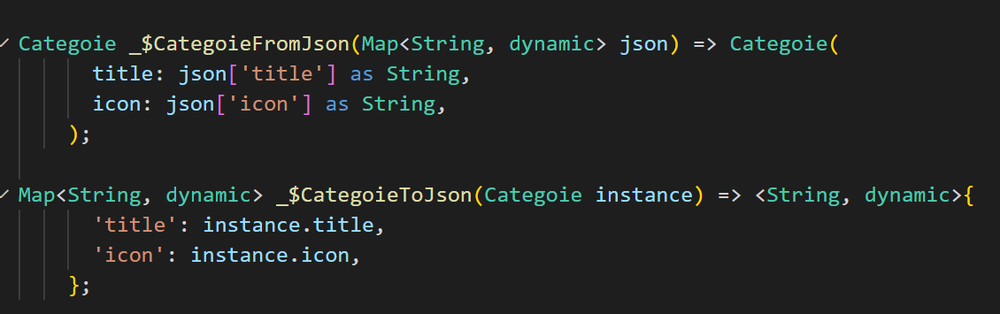 Categoie _$CategoieFromJson(Map<String, dynamic> json) => Categoie(
title: json['title'] as String,
icon: json['icon'] as String,
);
Map<String, dynamic> _$CategoieToJson(Categoie instance) => <String, dynamic>{
'title': instance.title,
'icon': instance.icon,
};